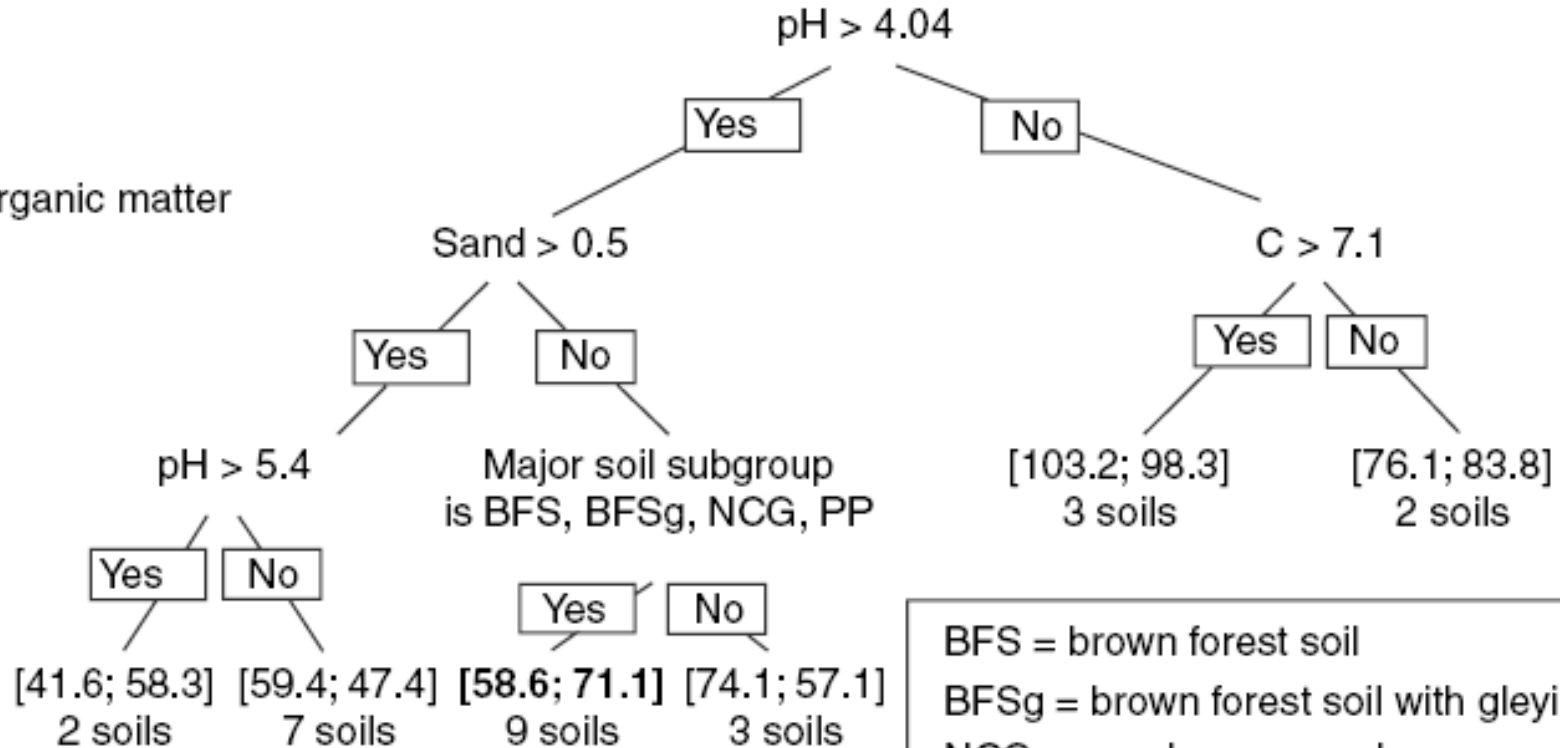 pH > 4.04
Yes No
organic matter
Sand > 0.5 C > 7.1
Yes No Yes No
pH > 5.4 Major soil subgroup [103.2; 98.3] [76.1; 83.8]
is BFS, BFSg, NCG, PP 3 soils 2 soils
Yes No Yes No
BFS = brown forest soil
[41.6; 58.3] [59.4; 47.4] [58.6; 71.1] [74.1; 57.1]
BFSg = brown forest soil with
2 soils 7 soils 9 soils 3 soils